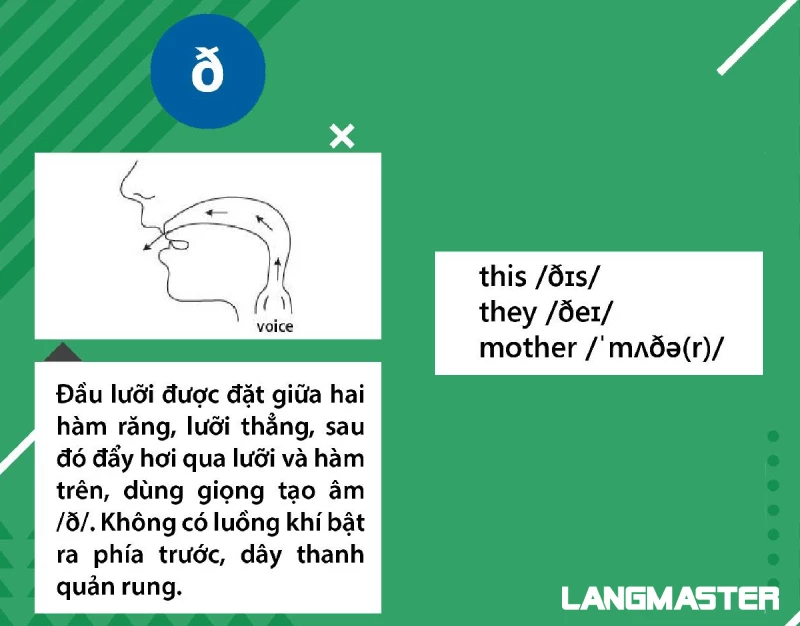 ð
voice
Đầu lưỡi được đặt giữa hai
hàm răng, lưỡi thẳng, sau
đó đẩy hơi qua lưỡi và hàm
trên, dùng giọng tạo âm
/ð/. Không có luồng khí bật
ra phía trước, dây thanh
quản rung.
this /ðɪs/
they /ðeɪ/
mother /ˈmʌðə(r)/
LANGMASTER